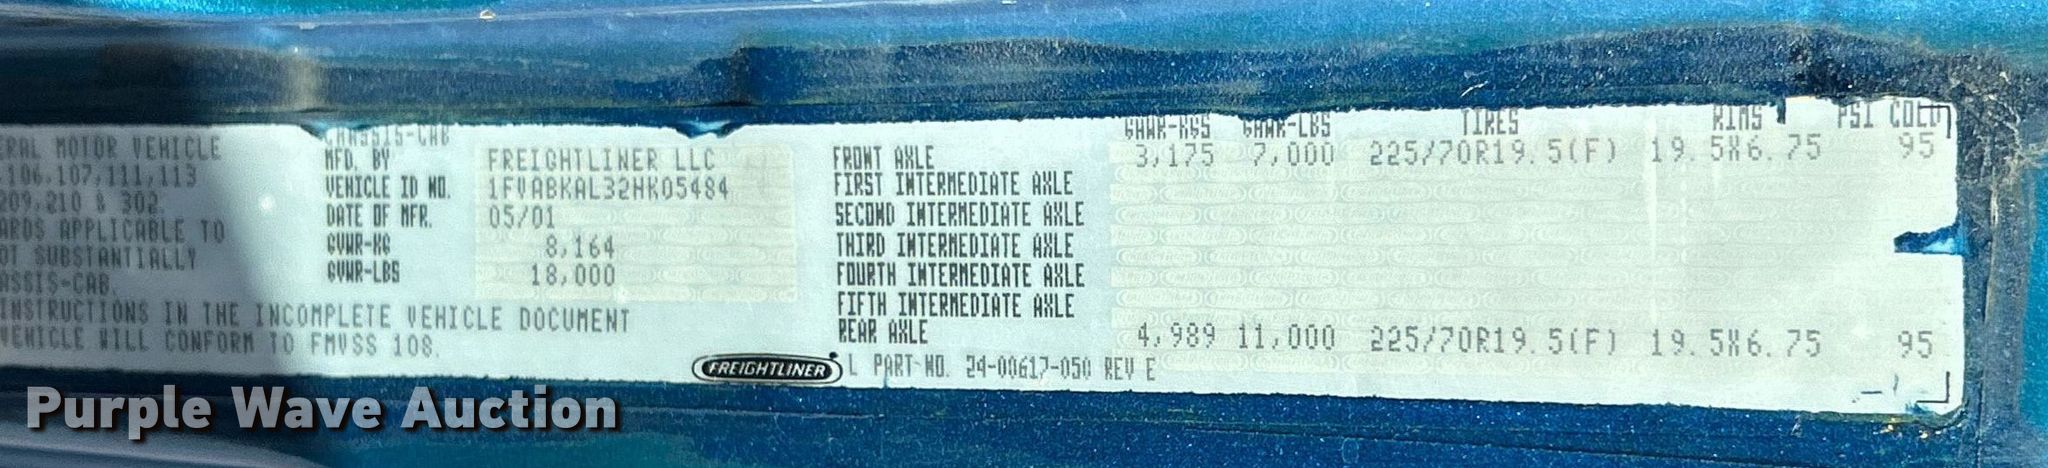 CHASSIS-CAB
ERAL MOTOR VEHICLE
106,107,111,113
209,210 & 302
ARDS APPLICABLE TO
OT SUBSTANTIALLY
ASSIS-CAB.
INSTRUCTIONS IN THE INCOMPLETE VEHICLE DOCUMENT
VEHICLE WILL CONFORM TO FMVSS 108.
MFD. BY FREIGHTLINER LLC
VEHICLE ID NO. 1FVABKAL32HK05484
DATE OF MFR. 05/01
GVWR-KG 8,164
GVWR-LBS 18,000
GAWR-KGS GAWR-LBS TIRES RIMS PSI COLD
FRONT AXLE 3,175 7,000 225/70R19.5(F) 19.5X6.75 95
FIRST INTERMEDIATE AXLE
SECOND INTERMEDIATE AXLE
THIRD INTERMEDIATE AXLE
FOURTH INTERMEDIATE AXLE
FIFTH INTERMEDIATE AXLE
REAR AXLE 4,989 11,000 225/70R19.5(F) 19.5X6.75 95
FREIGHTLINER L PART NO. 24-00617-050 REV E
Purple Wave Auction